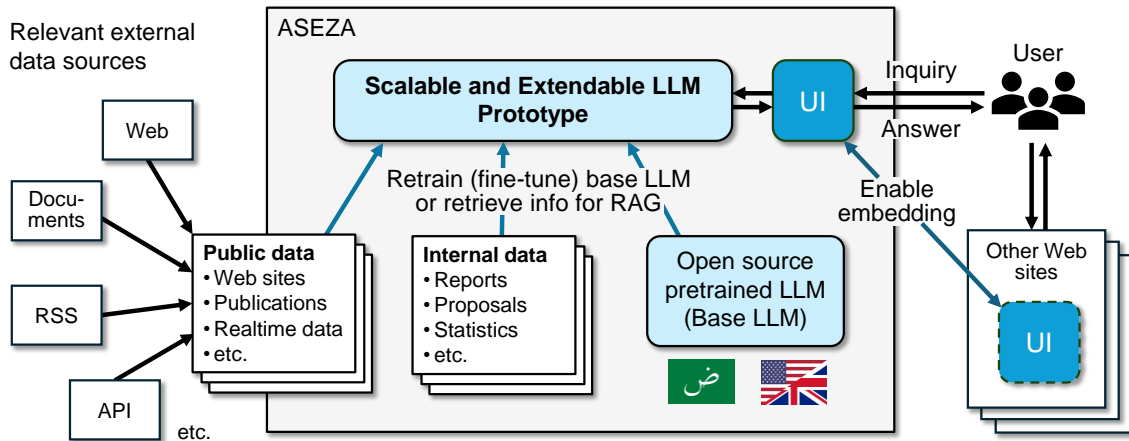 Relevant external
data sources
ASEZA
Scalable and Extendable LLM
Prototype
UI
Inquiry
Answer
User
Web
Docu-
ments
RSS
API
etc.
Retrain (fine-tune) base LLM
or retrieve info for RAG
Enable
embedding
Public data
• Web sites
• Publications
• Realtime data
• etc.
Internal data
• Reports
• Proposals
• Statistics
• etc.
Open source
pretrained LLM
(Base LLM)
ض
Other Web
sites
UI